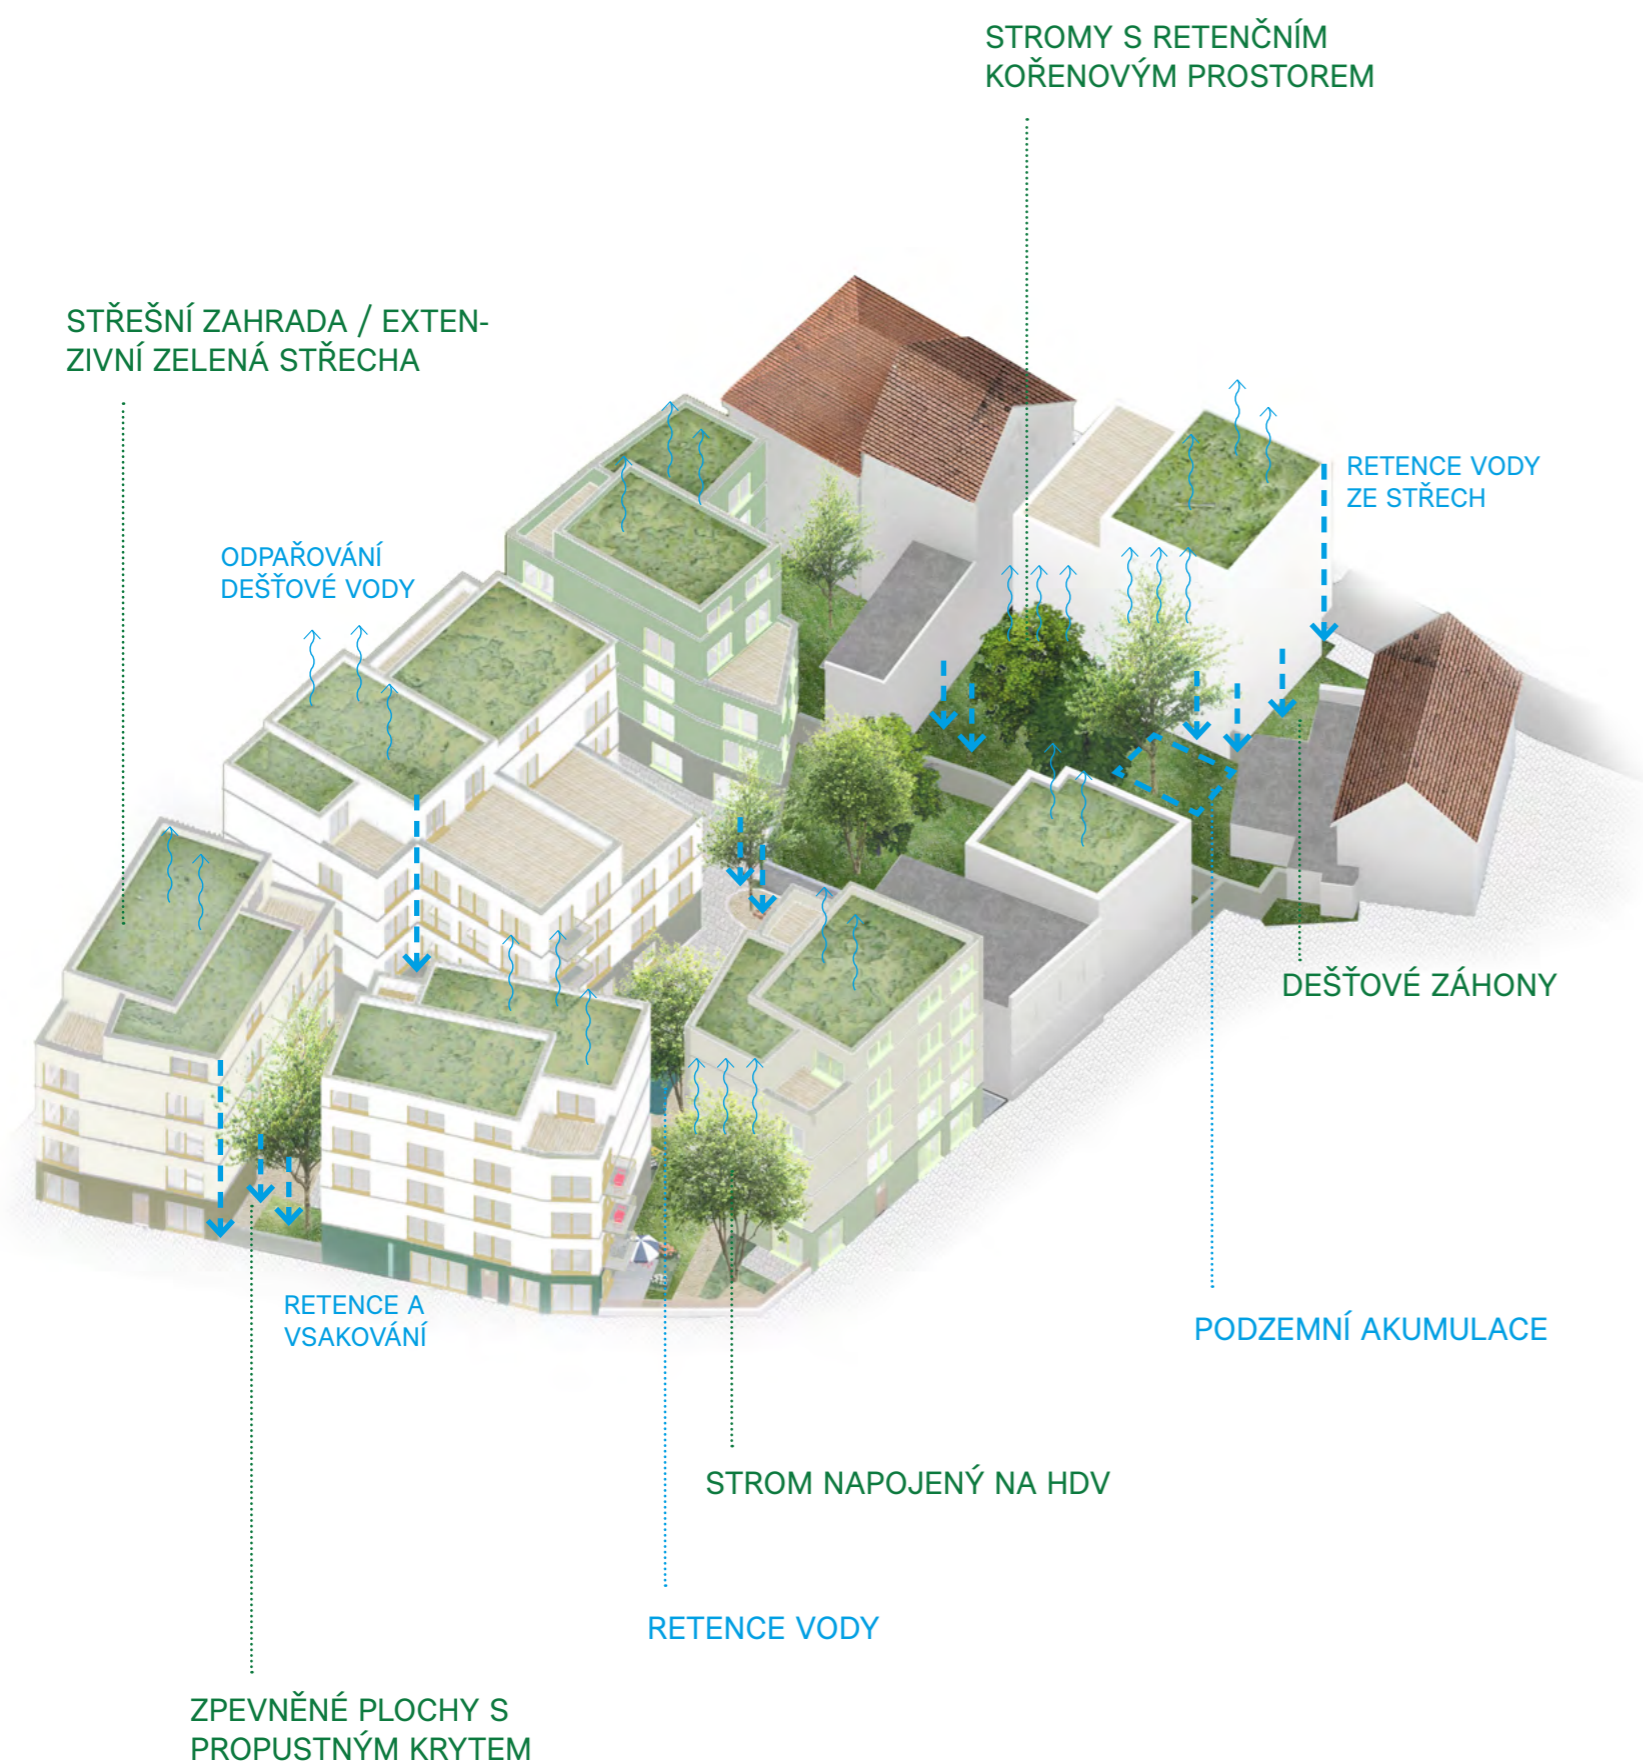 STROMY S RETENČNÍM
KOŘENOVÝM PROSTOREM
STŘEŠNÍ ZAHRADA / EXTEN-
ZIVNÍ ZELENÁ STŘECHA
RETENCE VODY
ZE STŘECH
ODPAŘOVÁNÍ
DEŠŤOVÉ VODY
DEŠŤOVÉ ZÁHONY
RETENCE A
VSAKOVÁNÍ
PODZEMNÍ AKUMULACE
STROM NAPOJENÝ NA HDV
RETENCE VODY
ZPEVNĚNÉ PLOCHY S
PROPUSTNÝM KRYTEM